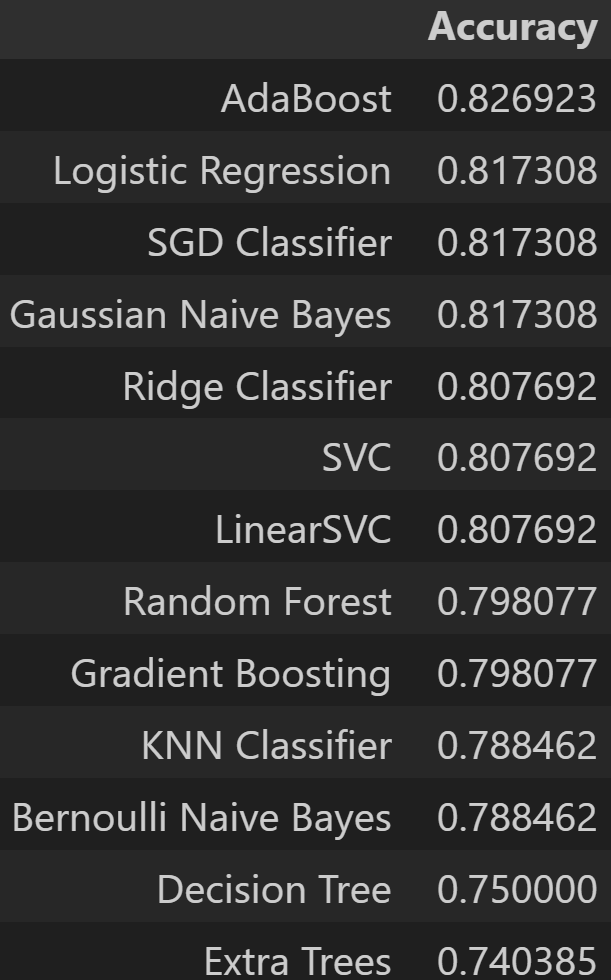 Accuracy
AdaBoost 0.826923
Logistic Regression 0.817308
SGD Classifier 0.817308
Gaussian Naive Bayes 0.817308
Ridge Classifier 0.807692
SVC 0.807692
LinearSVC 0.807692
Random Forest 0.798077
Gradient Boosting 0.798077
KNN Classifier 0.788462
Bernoulli Naive Bayes 0.788462
Decision Tree 0.750000
Extra Trees 0.740385